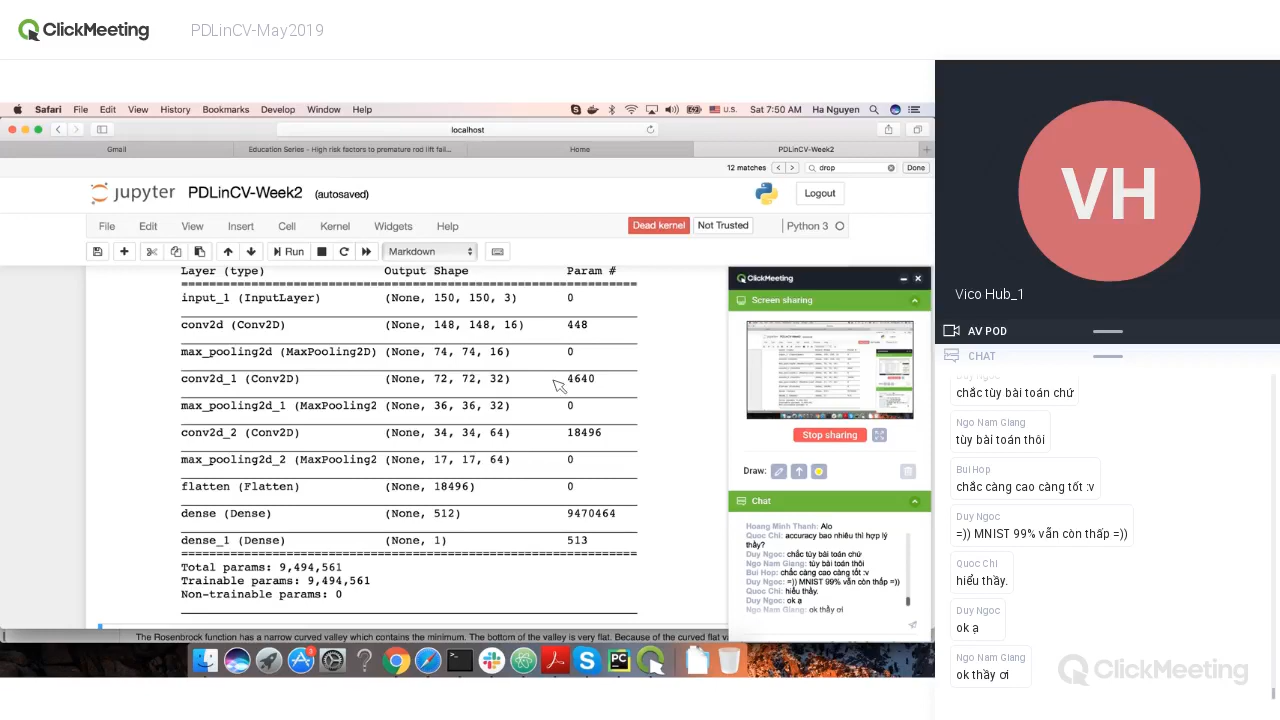 ClickMeeting PDLinCV-May2019
Safari File Edit View History Bookmarks Develop Window Help U.S. Sat 7:50 AM Ha Nguyen
localhost
Gmail Education Series - High risk factors to premature rod lift fail... Home PDLinCV-Week2
12 matches drop Done
jupyter PDLinCV-Week2 (autosaved) Logout
File Edit View Insert Cell Kernel Widgets Help Dead kernel Not Trusted Python 3
Run Markdown
Layer (type) Output Shape Param #
input_1 (InputLayer) (None, 150, 150, 3) 0
conv2d (Conv2D) (None, 148, 148, 16) 448
max_pooling2d (MaxPooling2D) (None, 74, 74, 16) 0
conv2d_1 (Conv2D) (None, 72, 72, 32) 4640
max_pooling2d_1 (MaxPooling2 (None, 36, 36, 32) 0
conv2d_2 (Conv2D) (None, 34, 34, 64) 18496
max_pooling2d_2 (MaxPooling2 (None, 17, 17, 64) 0
flatten (Flatten) (None, 18496) 0
dense (Dense) (None, 512) 9470464
dense_1 (Dense) (None, 1) 513
Total params: 9,494,561
Trainable params: 9,494,561
Non-trainable params: 0
The Rosenbrock function has a narrow curved valley which contains the minimum. The bottom of the valley is very flat. Because of the curved flat
ClickMeeting
Screen sharing
Stop sharing
Draw:
Chat
Hoang Minh Thanh: Alo
Quoc Chi: accuracy bao nhiêu thì hợp lý
thầy?
Duy Ngoc: chắc tùy bài toán chứ
Ngo Nam Giang: tùy bài toán thôi
Bui Hop: chắc càng cao càng tốt :v
Duy Ngoc: =)) MNIST 99% vẫn còn thấp =))
Quoc Chi: hiểu thầy.
Duy Ngoc: ok ạ
Ngo Nam Giang: ok thầy ơi
VH
Vico Hub_1
AV POD
CHAT
Duy Ngoc
chắc tùy bài toán chứ
Ngo Nam Giang
tùy bài toán thôi
Bui Hop
chắc càng cao càng tốt :v
Duy Ngoc
=)) MNIST 99% vẫn còn thấp =))
Quoc Chi
hiểu thầy.
Duy Ngoc
ok ạ
Ngo Nam Giang
ok thầy ơi
ClickMeeting